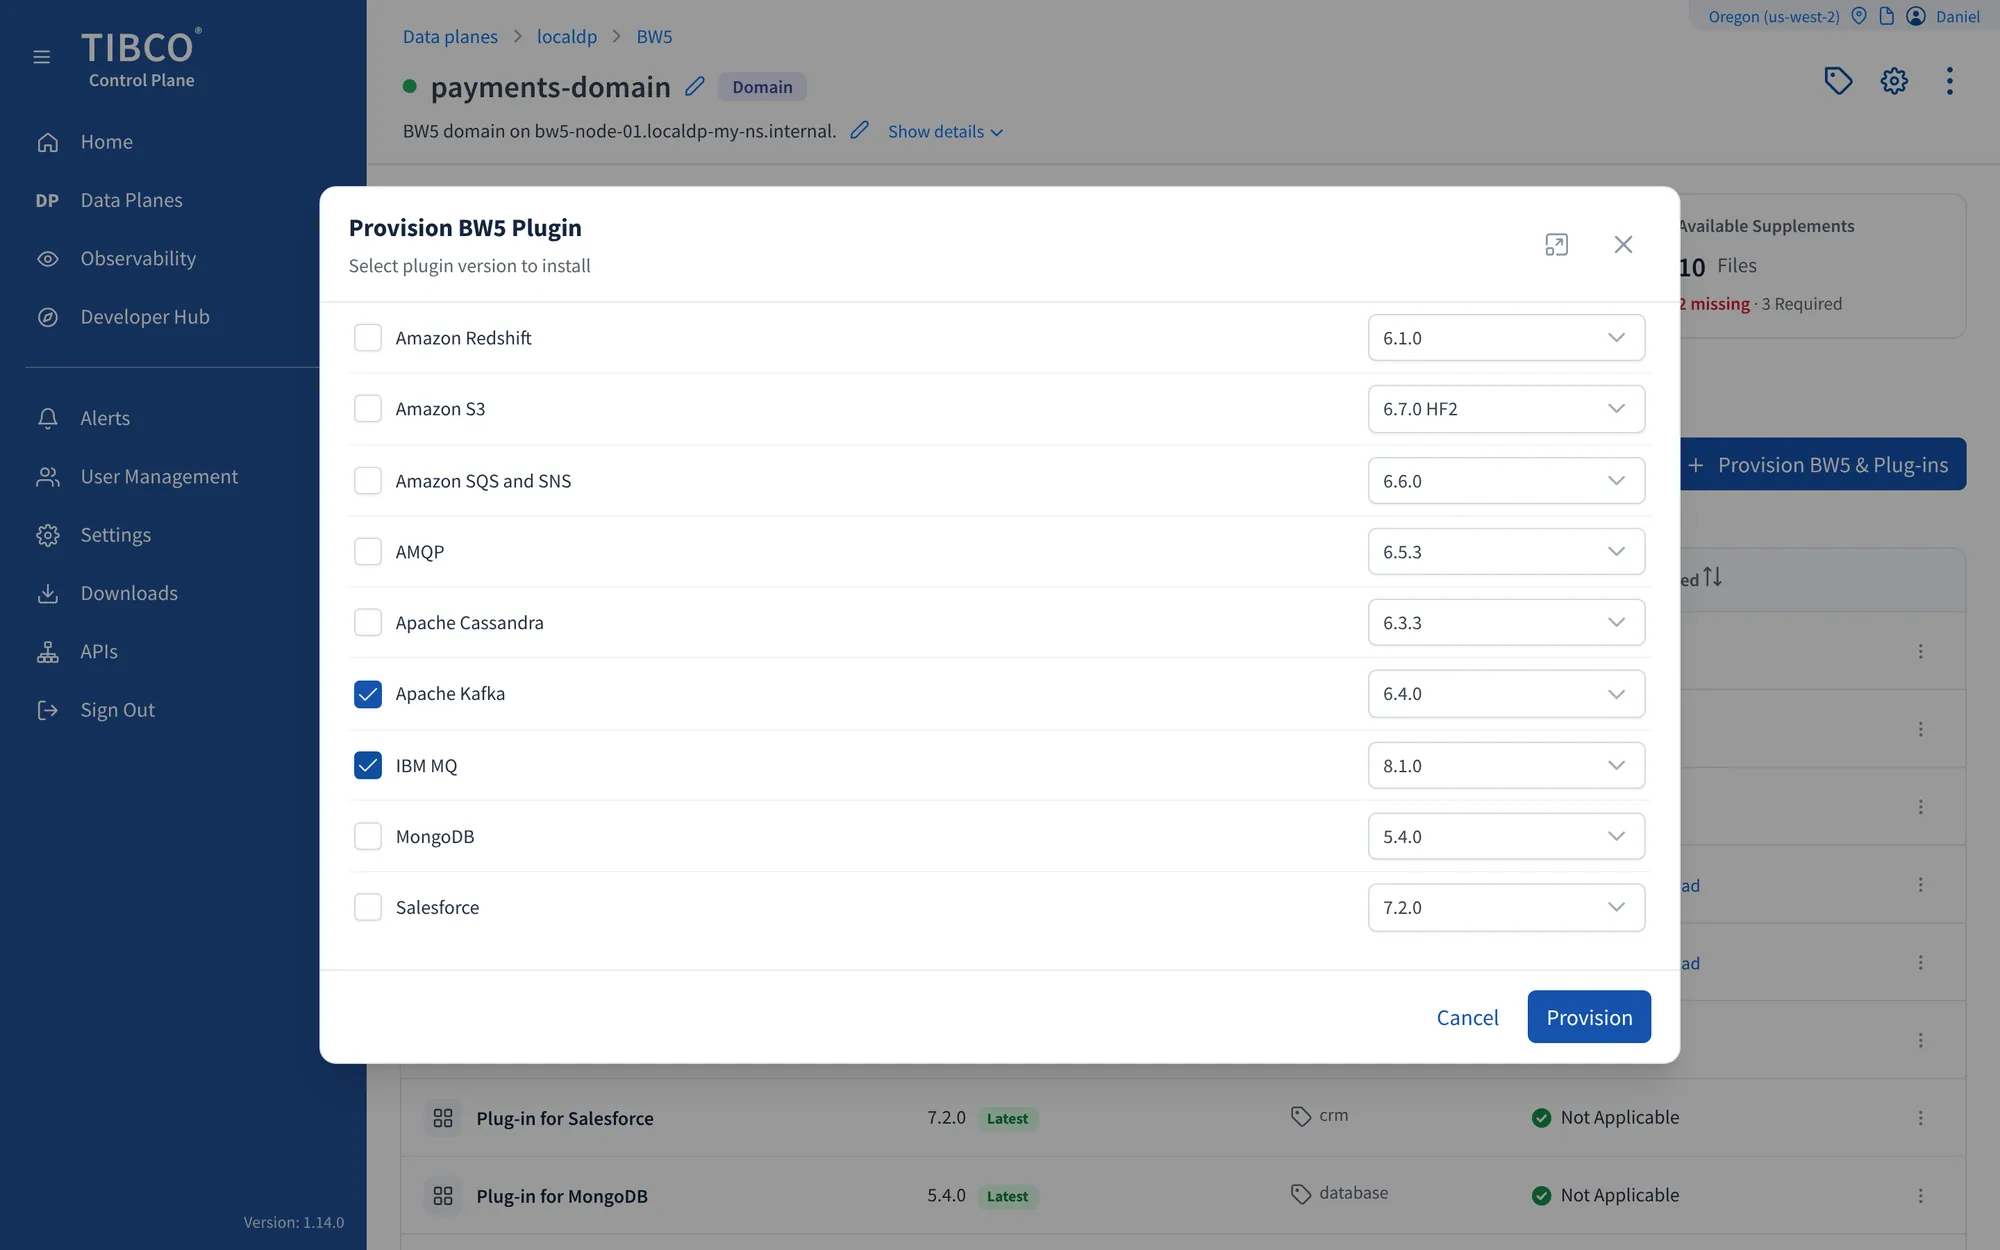 TIBCO®
Control Plane
Home
DP Data Planes
Observability
Developer Hub
Alerts
User Management
Settings
Downloads
APIs
Sign Out
Version: 1.14.0
Oregon (us-west-2) Daniel
Data planes > localdp > BW5
payments-domain Domain
BW5 domain on bw5-node-01.localdp-my-ns.internal. Show details
Available Supplements
10 Files
2 missing · 3 Required
+ Provision BW5 & Plug-ins
Provision BW5 Plugin
Select plugin version to install
Amazon Redshift 6.1.0
Amazon S3 6.7.0 HF2
Amazon SQS and SNS 6.6.0
AMQP 6.5.3
Apache Cassandra 6.3.3
Apache Kafka 6.4.0
IBM MQ 8.1.0
MongoDB 5.4.0
Salesforce 7.2.0
Cancel Provision
ed
ad
ad
Plug-in for Salesforce 7.2.0 Latest crm Not Applicable
Plug-in for MongoDB 5.4.0 Latest database Not Applicable